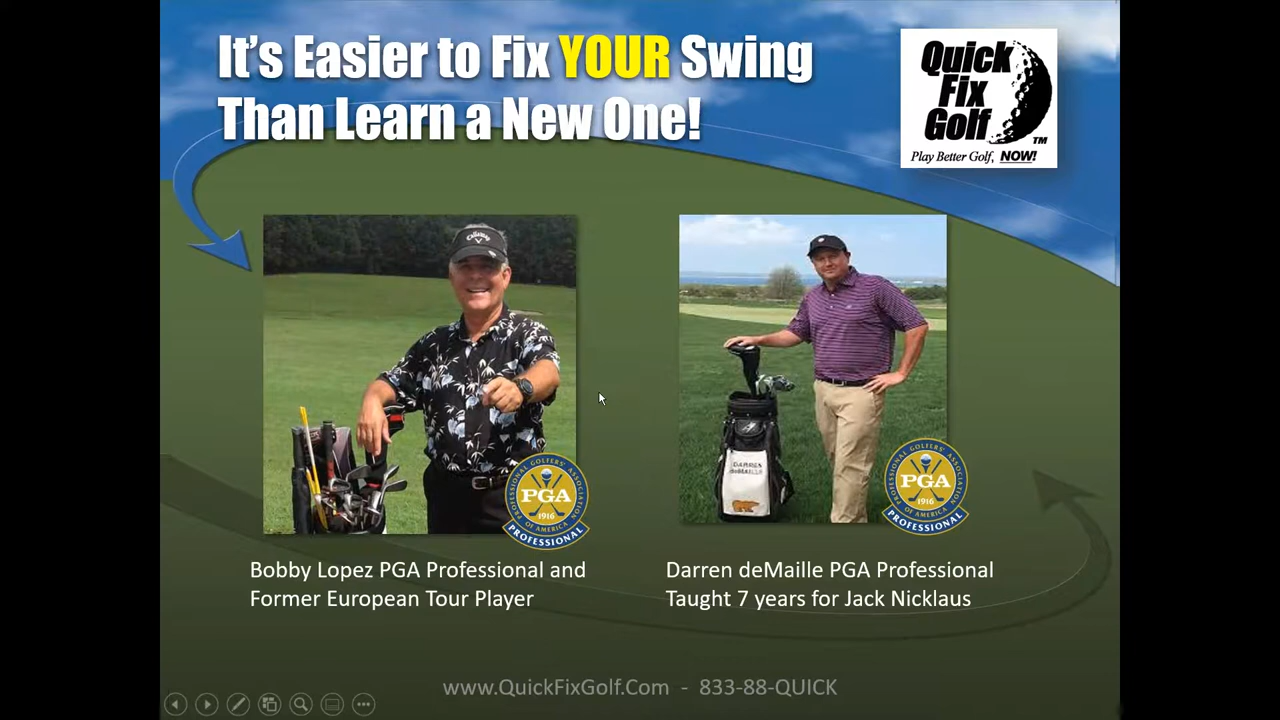 It's Easier to Fix YOUR Swing
Than Learn a New One!
Quick
Fix
Golf
TM
Play Better Golf, NOW!
Callaway
DARREN
deMAILLE
PROFESSIONAL GOLFERS' ASSOCIATION
PGA
1916
OF AMERICA
PROFESSIONAL
PROFESSIONAL GOLFERS' ASSOCIATION
PGA
1916
OF AMERICA
PROFESSIONAL
Bobby Lopez PGA Professional and
Former European Tour Player
Darren deMaille PGA Professional
Taught 7 years for Jack Nicklaus
www.QuickFixGolf.Com - 833-88-QUICK